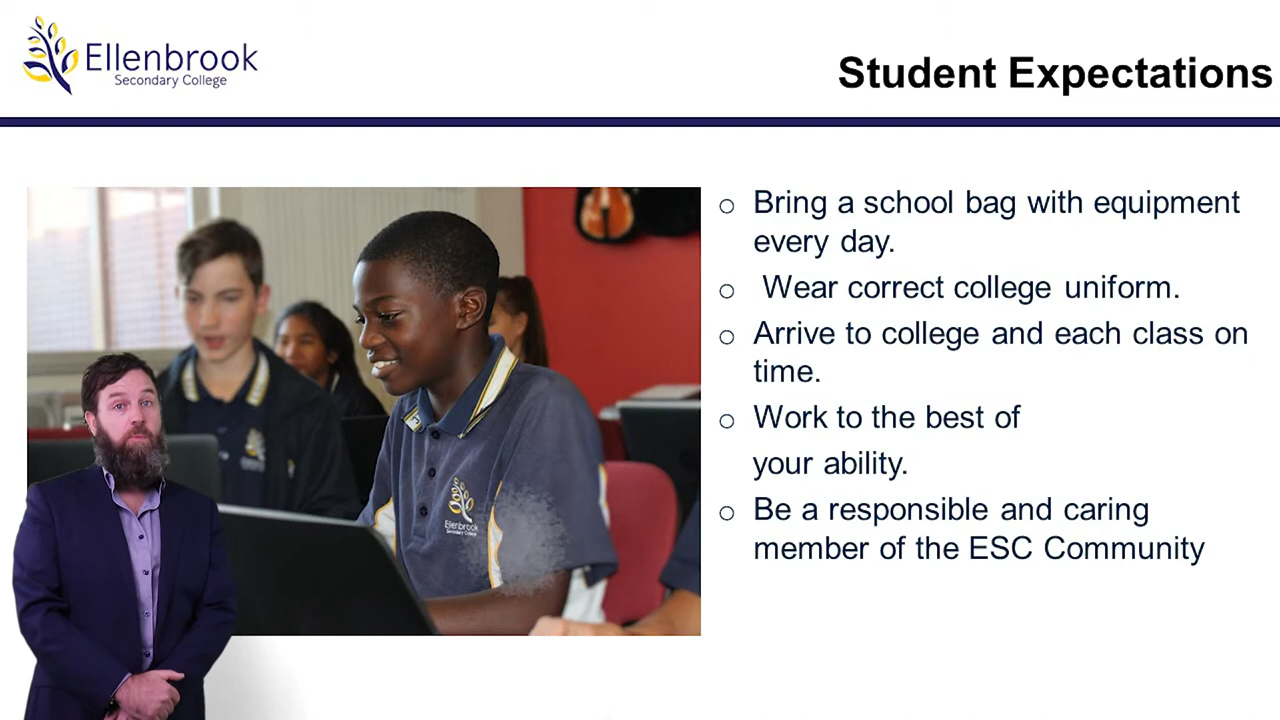 Ellenbrook
Secondary College
Student Expectations
o Bring a school bag with equipment
every day.
o Wear correct college uniform.
o Arrive to college and each class on
time.
o Work to the best of
your ability.
o Be a responsible and caring
member of the ESC Community
Ellenbrook
Secondary College